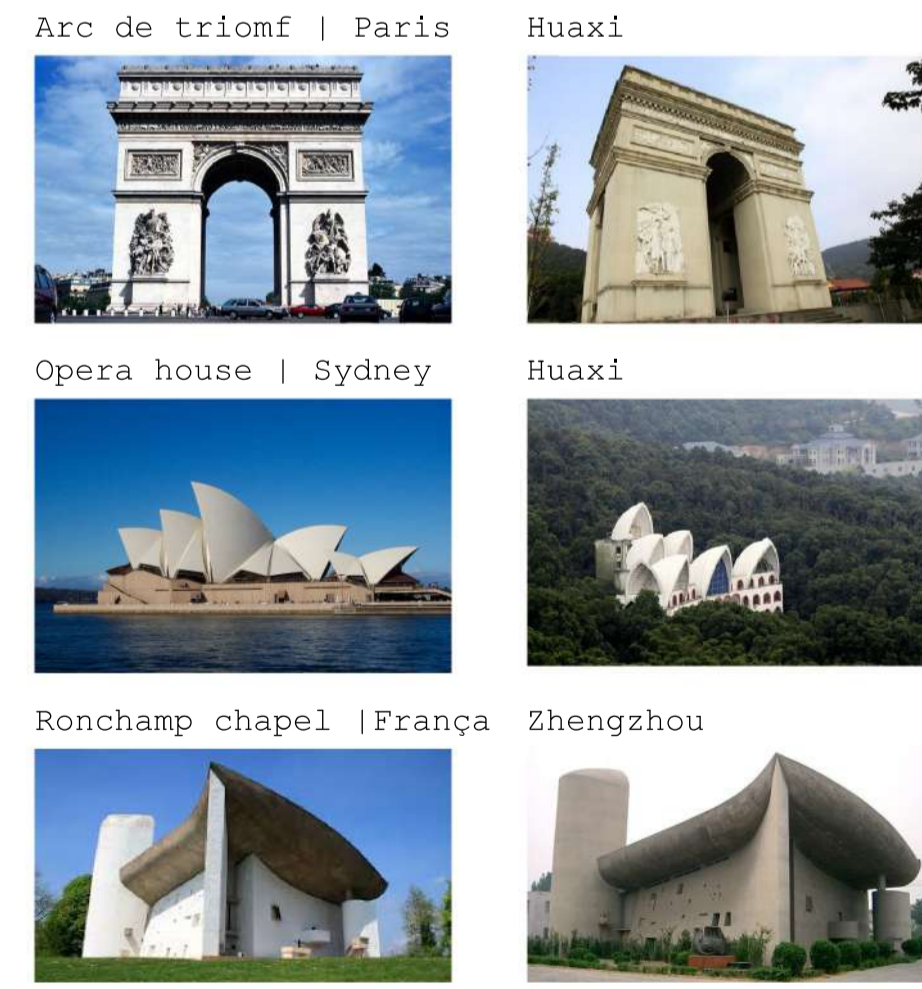 Arc de triomf | Paris
Huaxi
Opera house | Sydney
Huaxi
Ronchamp chapel |França
Zhengzhou